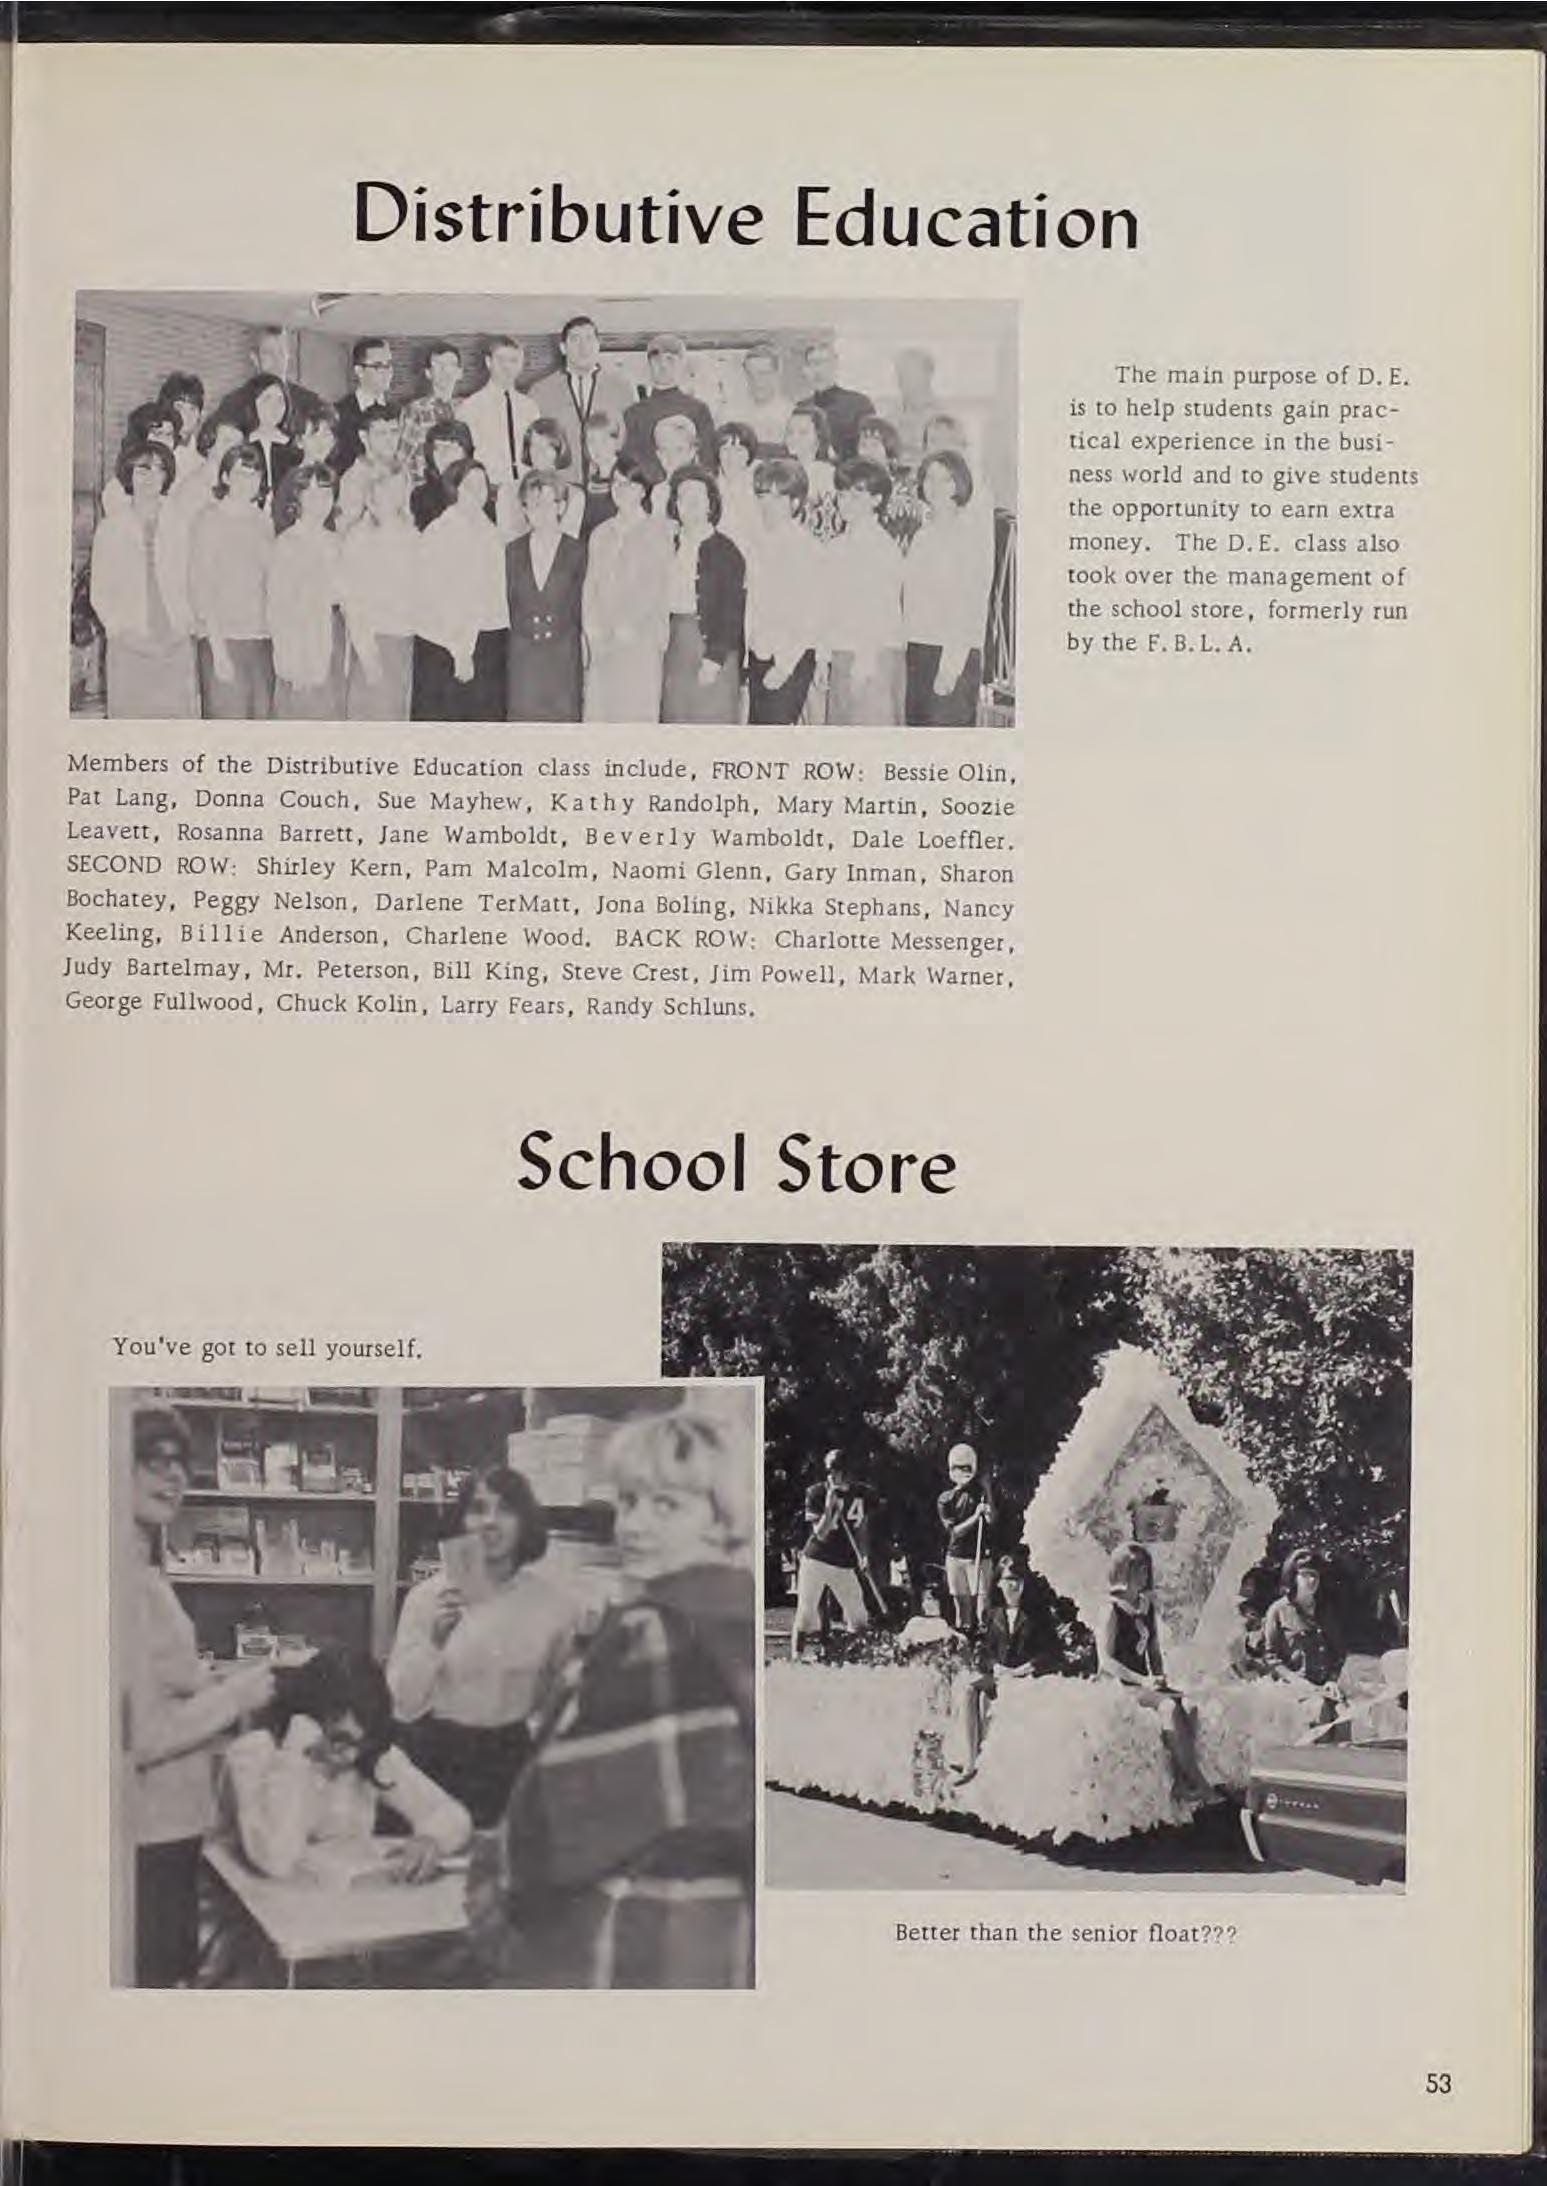 Distributive Education
The main purpose of D. E.
is to help students gain prac-
tical experience in the busi-
ness world and to give students
the opportunity to earn extra
money. The D. E. class also
took over the management of
the school store, formerly run
by the F. B. L. A.
Members of the Distributive Education class include, FRONT ROW: Bessie Olin,
Pat Lang, Donna Couch, Sue Mayhew, Kathy Randolph, Mary Martin, Soozie
Leavett, Rosanna Barrett, Jane Wamboldt, Beverly Wamboldt, Dale Loeffler.
SECOND ROW: Shirley Kern, Pam Malcolm, Naomi Glenn, Gary Inman, Sharon
Bochatey, Peggy Nelson, Darlene TerMatt, Jona Boling, Nikka Stephans, Nancy
Keeling, Billie Anderson, Charlene Wood. BACK ROW: Charlotte Messenger,
Judy Bartelmay, Mr. Peterson, Bill King, Steve Crest, Jim Powell, Mark Warner,
George Fullwood, Chuck Kolin, Larry Fears, Randy Schluns.
School Store
You've got to sell yourself.
4
Better than the senior float???
53